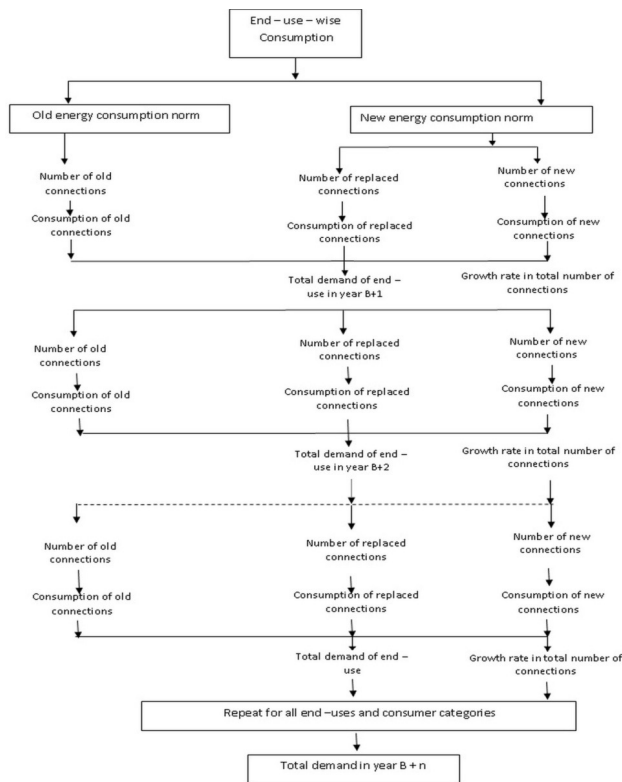 End – use – wise
Consumption
Old energy consumption norm
New energy consumption norm
Number of old
connections
Number of replaced
connections
Number of new
connections
Consumption of old
connections
Consumption of replaced
connections
Consumption of new
connections
Total demand of end –
use in year B+1
Growth rate in total number of
connections
Number of old
connections
Number of replaced
connections
Number of new
connections
Consumption of old
connections
Consumption of replaced
connections
Consumption of new
connections
Total demand of end –
use in year B+2
Growth rate in total number of
connections
Number of old
connections
Number of replaced
connections
Number of new
connections
Consumption of old
connections
Consumption of replaced
connections
Consumption of new
connections
Total demand of end –
use
Growth rate in total number of
connections
Repeat for all end –uses and consumer categories
Total demand in year B + n